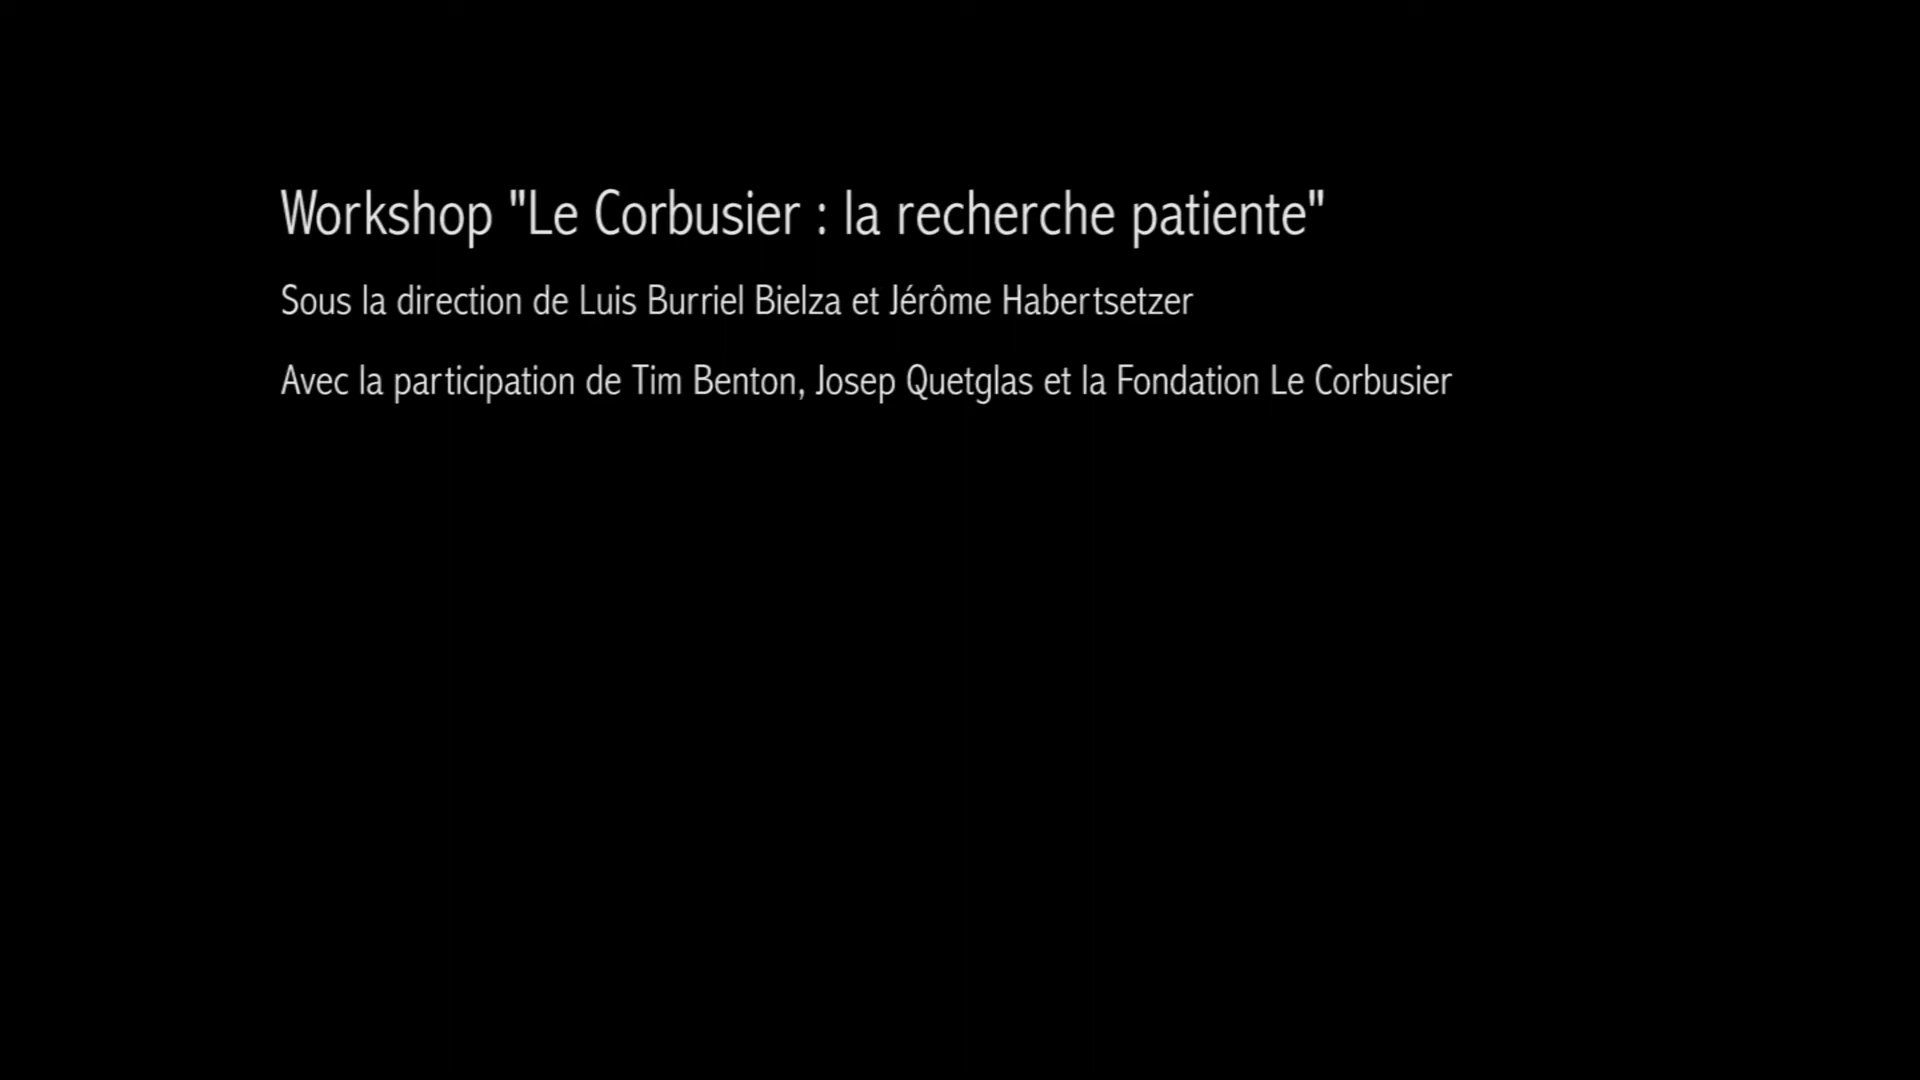 Workshop "Le Corbusier : la recherche patiente"
Sous la direction de Luis Burriel Bielza et Jérôme Habertsetzer
Avec la participation de Tim Benton, Josep Quetglas et la Fondation Le Corbusier